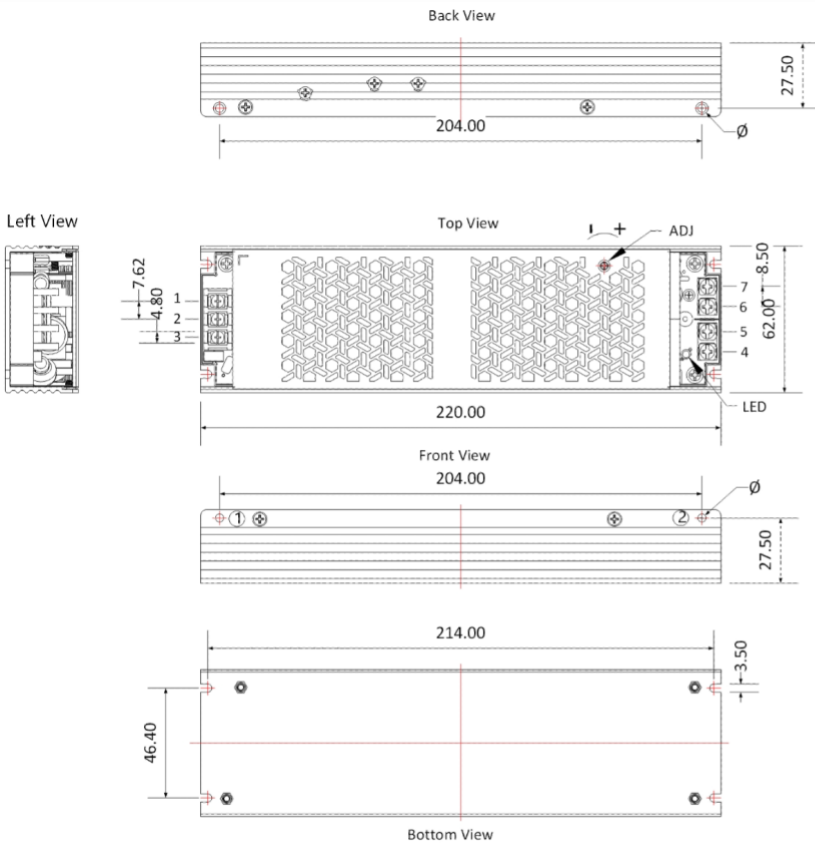 Back View
27.50
204.00
Ø
Left View
Top View
- +
ADJ
7.62
4.80
1
2
3
7
6
5
4
8.50
62.00
LED
220.00
Front View
204.00
Ø
1
2
27.50
214.00
3.50
46.40
Bottom View